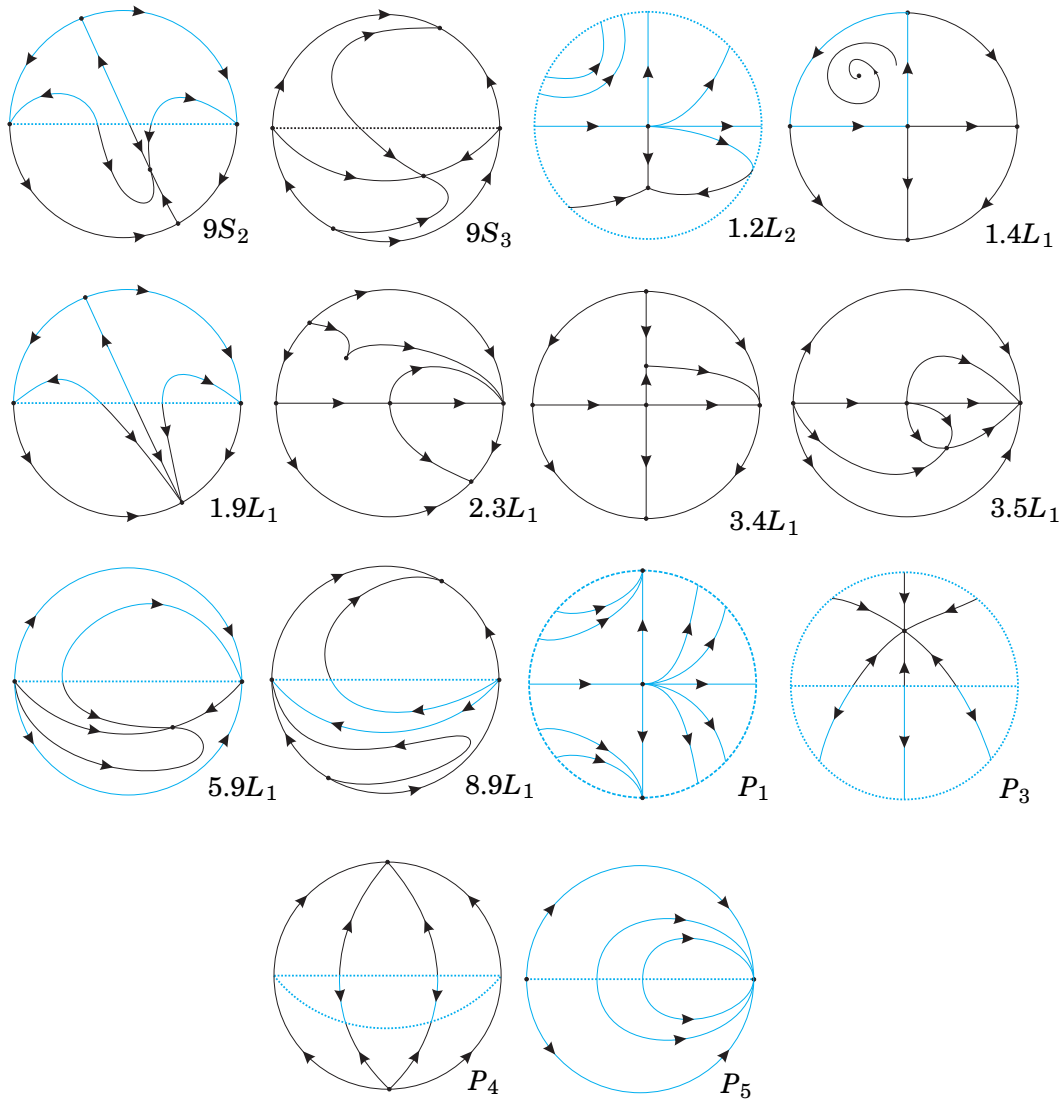 9S₂ 9S₃ 1.2L₂ 1.4L₁
1.9L₁ 2.3L₁ 3.4L₁ 3.5L₁
5.9L₁ 8.9L₁ P₁ P₃
P₄ P₅